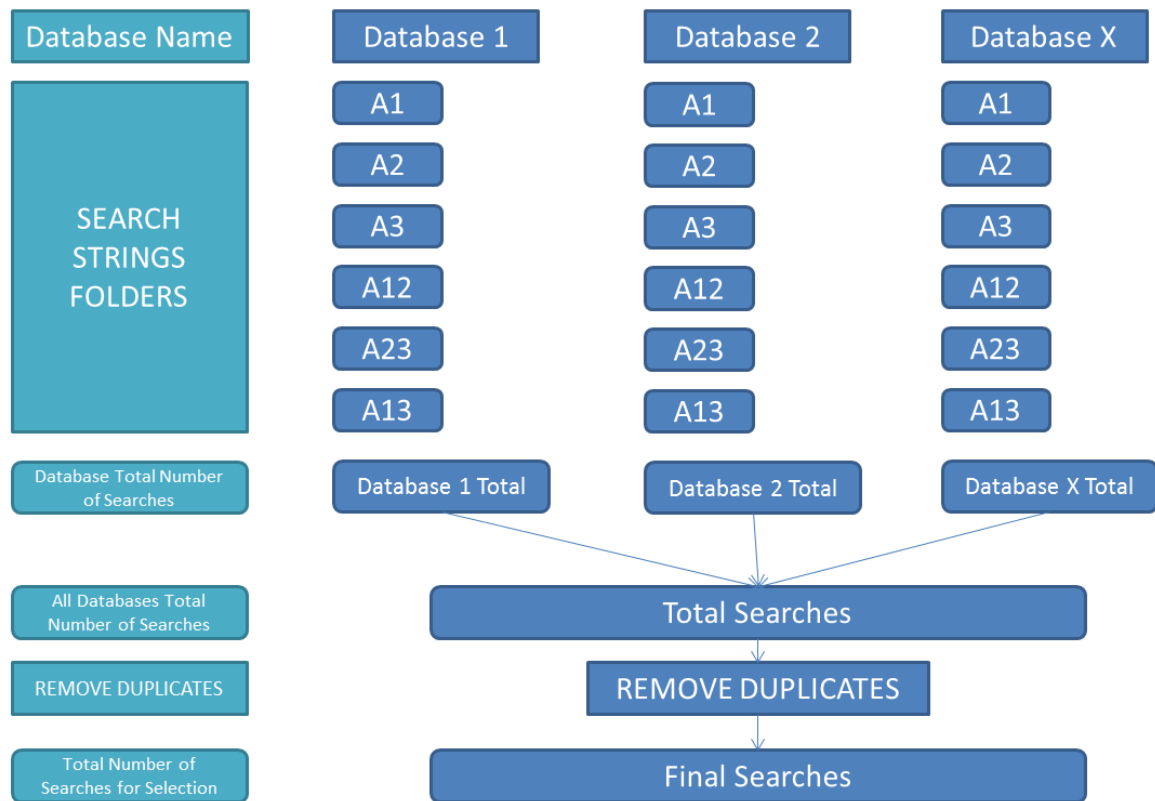 Database Name
Database 1
Database 2
Database X
SEARCH
STRINGS
FOLDERS
A1
A1
A1
A2
A2
A2
A3
A3
A3
A12
A12
A12
A23
A23
A23
A13
A13
A13
Database Total Number
of Searches
Database 1 Total
Database 2 Total
Database X Total
All Databases Total
Number of Searches
Total Searches
REMOVE DUPLICATES
REMOVE DUPLICATES
Total Number of
Searches for Selection
Final Searches